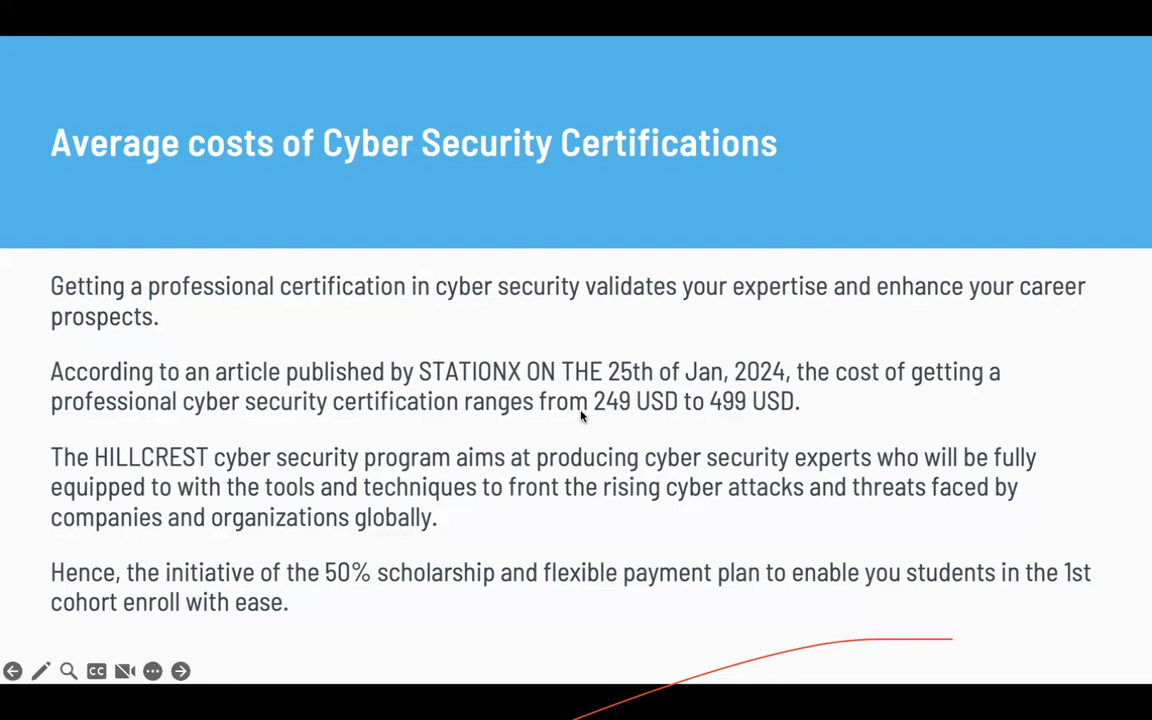 Average costs of Cyber Security Certifications
Getting a professional certification in cyber security validates your expertise and enhance your career
prospects.
According to an article published by STATIONX ON THE 25th of Jan, 2024, the cost of getting a
professional cyber security certification ranges from 249 USD to 499 USD.
The HILLCREST cyber security program aims at producing cyber security experts who will be fully
equipped to with the tools and techniques to front the rising cyber attacks and threats faced by
companies and organizations globally.
Hence, the initiative of the 50% scholarship and flexible payment plan to enable you students in the 1st
cohort enroll with ease.
CC